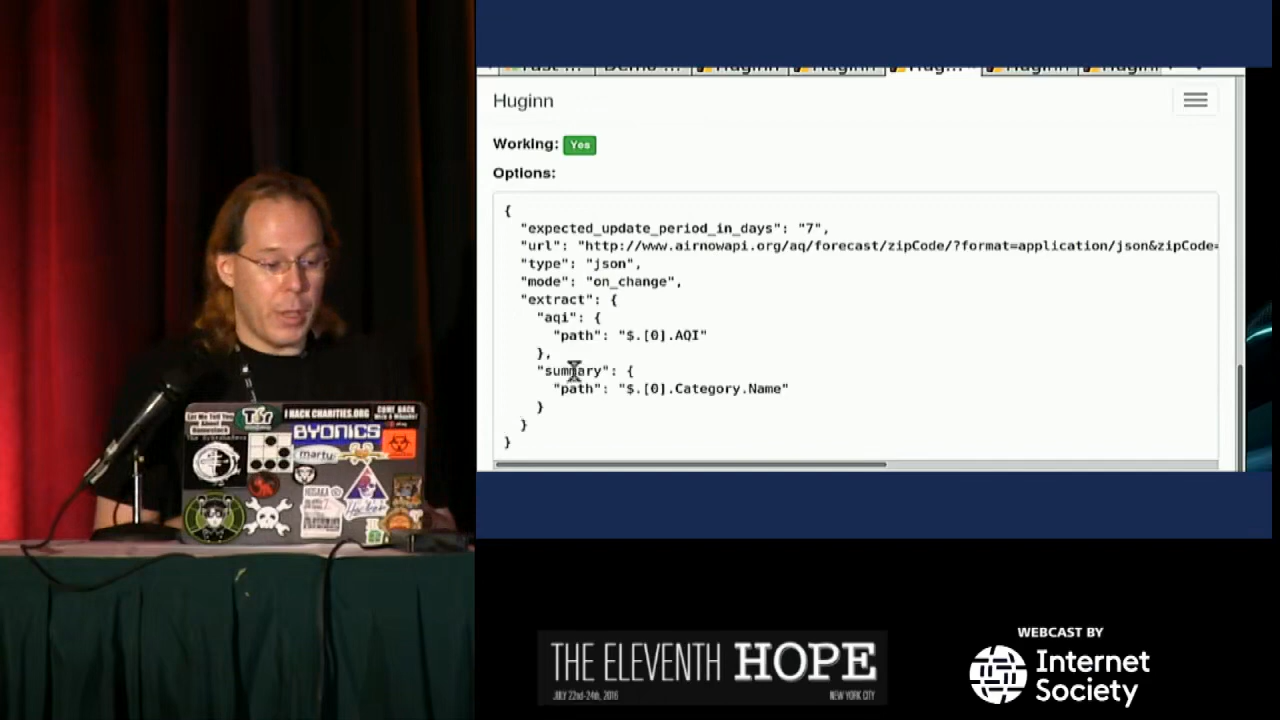 Huginn
Working: Yes
Options:
{
"expected_update_period_in_days": "7",
"url": "http://www.airnowapi.org/aq/forecast/zipCode/?format=application/json&zipCode=
"type": "json",
"mode": "on_change",
"extract": {
"aqi": {
"path": "$.[0].AQI"
},
"summary": {
"path": "$.[0].Category.Name"
}
}
}
I HACK CHARITIES.ORG
BYONICS
martu
THE ELEVENTH HOPE
JULY 22nd-24th, 2016 NEW YORK CITY
WEBCAST BY
Internet
Society